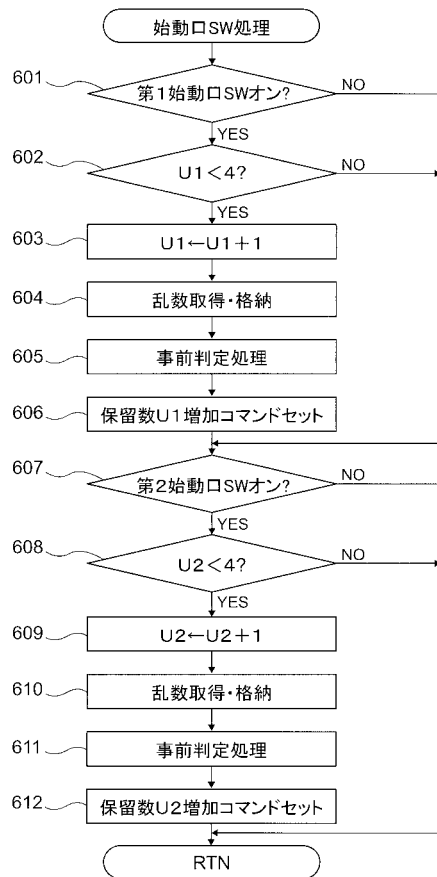 始動口SW処理
601
第1始動口SWオン?
NO
YES
602
U1<4?
NO
YES
603
U1←U1+1
604
乱数取得・格納
605
事前判定処理
606
保留数U1増加コマンドセット
607
第2始動口SWオン?
NO
YES
608
U2<4?
NO
YES
609
U2←U2+1
610
乱数取得・格納
611
事前判定処理
612
保留数U2増加コマンドセット
RTN